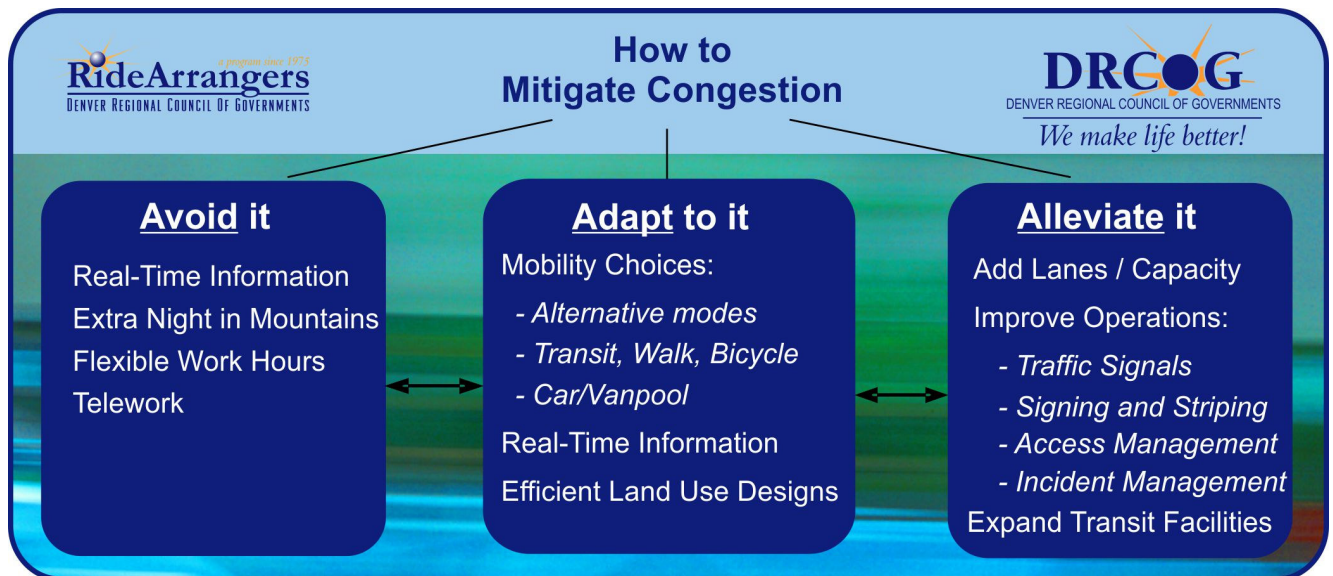 a program since 1975
RideArrangers
DENVER REGIONAL COUNCIL OF GOVERNMENTS
How to
Mitigate Congestion
DRCOG
DENVER REGIONAL COUNCIL OF GOVERNMENTS
We make life better!
Avoid it
Real-Time Information
Extra Night in Mountains
Flexible Work Hours
Telework
Adapt to it
Mobility Choices:
- Alternative modes
- Transit, Walk, Bicycle
- Car/Vanpool
Real-Time Information
Efficient Land Use Designs
Alleviate it
Add Lanes / Capacity
Improve Operations:
- Traffic Signals
- Signing and Striping
- Access Management
- Incident Management
Expand Transit Facilities